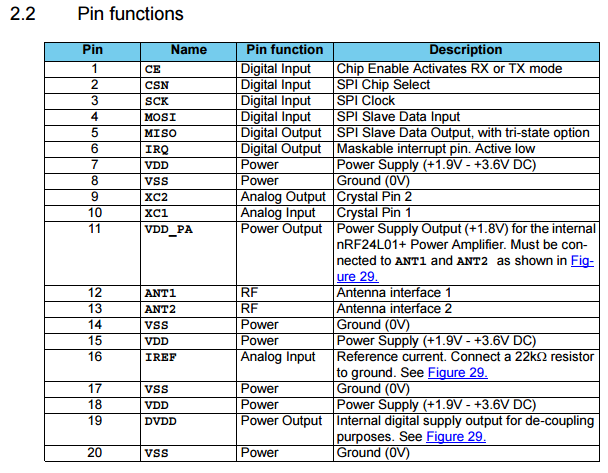 2.2 Pin functions
Pin Name Pin function Description
1 CE Digital Input Chip Enable Activates RX or TX mode
2 CSN Digital Input SPI Chip Select
3 SCK Digital Input SPI Clock
4 MOSI Digital Input SPI Slave Data Input
5 MISO Digital Output SPI Slave Data Output, with tri-state option
6 IRQ Digital Output Maskable interrupt pin. Active low
7 VDD Power Power Supply (+1.9V - +3.6V DC)
8 VSS Power Ground (0V)
9 XC2 Analog Output Crystal Pin 2
10 XC1 Analog Input Crystal Pin 1
11 VDD_PA Power Output Power Supply Output (+1.8V) for the internal
nRF24L01+ Power Amplifier. Must be con-
nected to ANT1 and ANT2 as shown in Fig-
ure 29.
12 ANT1 RF Antenna interface 1
13 ANT2 RF Antenna interface 2
14 VSS Power Ground (0V)
15 VDD Power Power Supply (+1.9V - +3.6V DC)
16 IREF Analog Input Reference current. Connect a 22kΩ resistor
to ground. See Figure 29.
17 VSS Power Ground (0V)
18 VDD Power Power Supply (+1.9V - +3.6V DC)
19 DVDD Power Output Internal digital supply output for de-coupling
purposes. See Figure 29.
20 VSS Power Ground (0V)